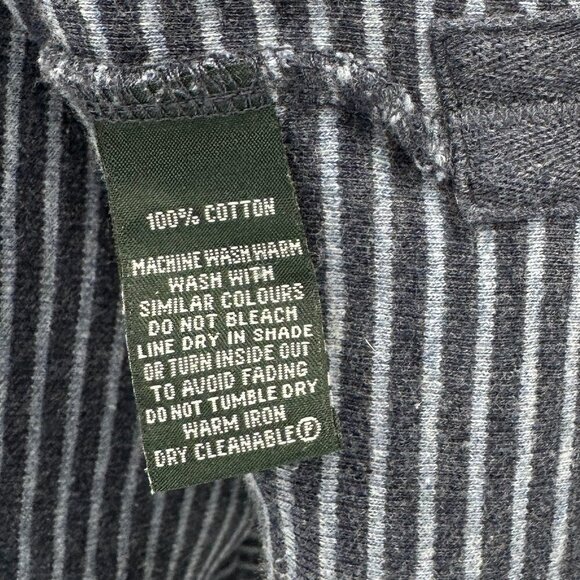 100% COTTON
MACHINE WASH WARM
WASH WITH
SIMILAR COLOURS
DO NOT BLEACH
LINE DRY IN SHADE
OR TURN INSIDE OUT
TO AVOID FADING
DO NOT TUMBLE DRY
WARM IRON
DRY CLEANABLE Ⓟ